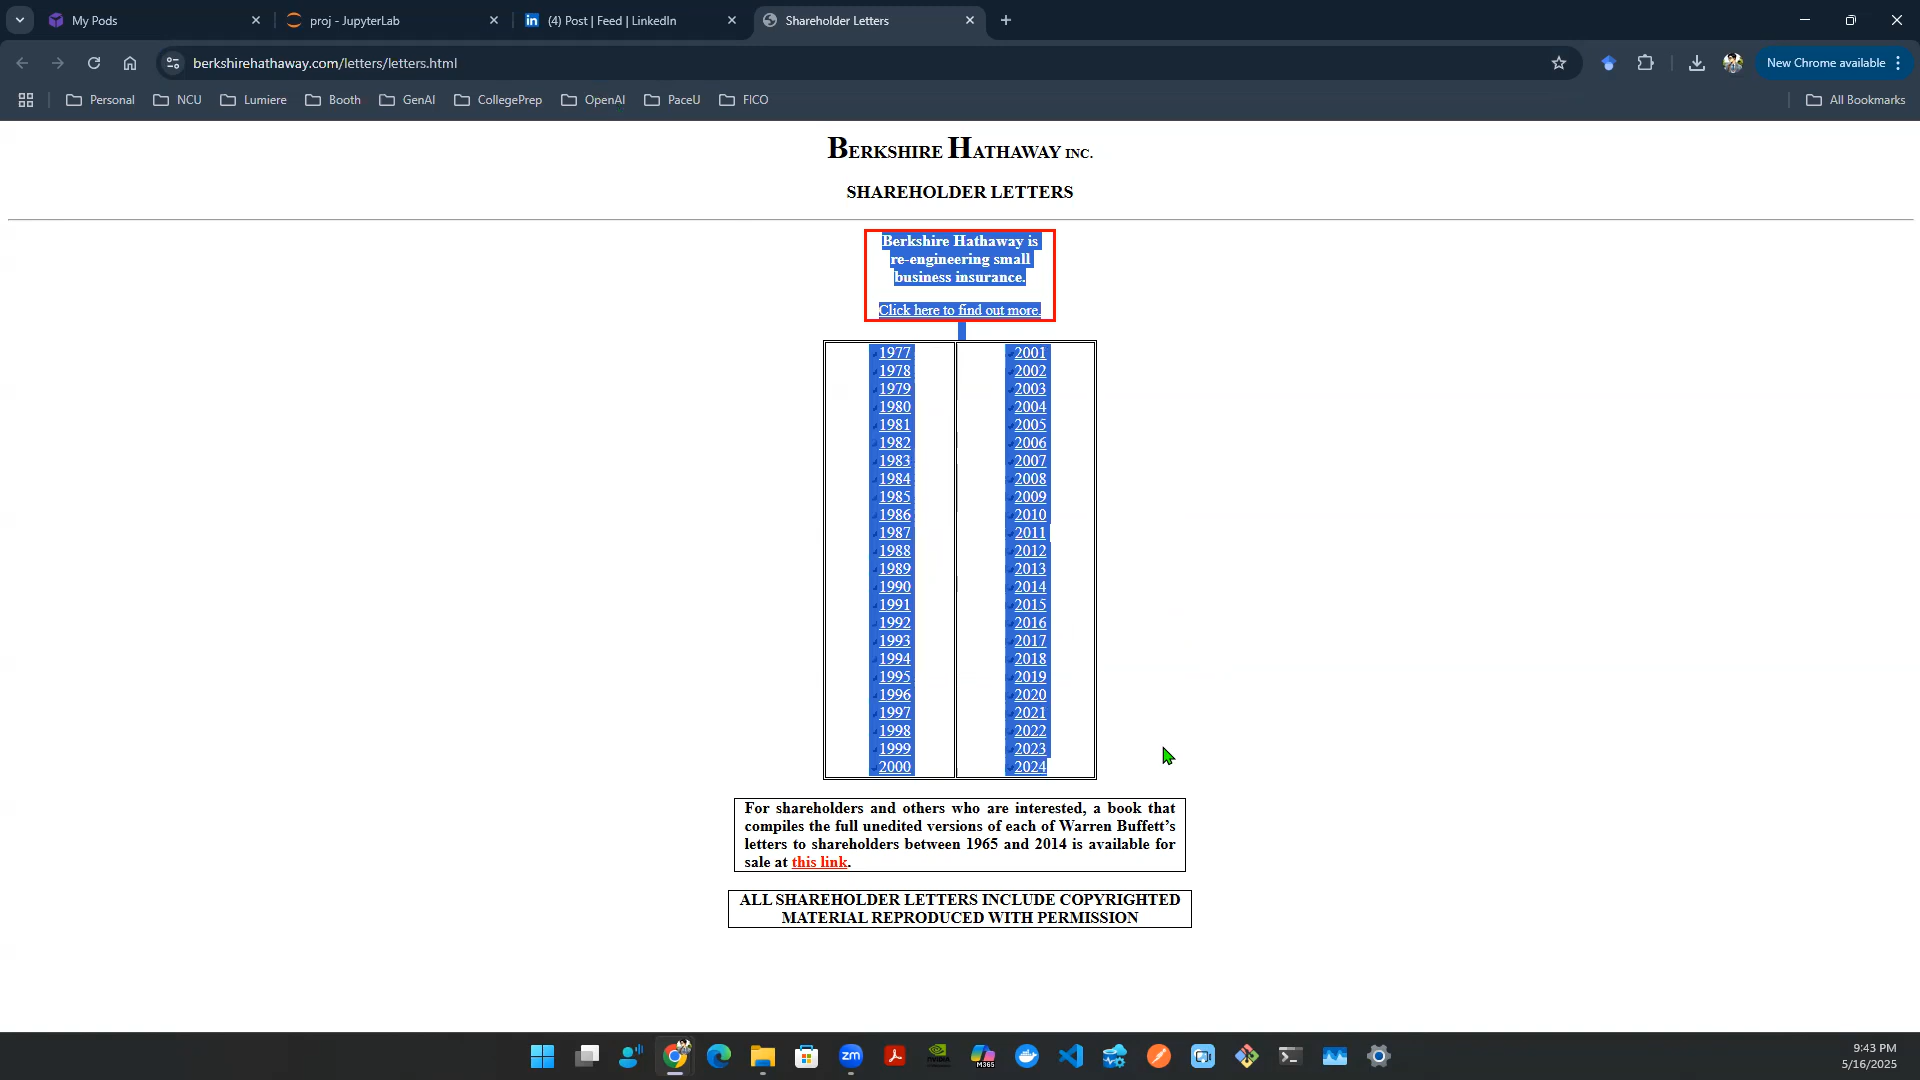 My Pods
proj - JupyterLab
(4) Post | Feed | LinkedIn
Shareholder Letters
berkshirehathaway.com/letters/letters.html
New Chrome available
Personal
NCU
Lumiere
Booth
GenAI
CollegePrep
OpenAI
PaceU
FICO
All Bookmarks
BERKSHIRE HATHAWAY INC.
SHAREHOLDER LETTERS
Berkshire Hathaway is
re-engineering small
business insurance.
Click here to find out more.
1977
1978
1979
1980
1981
1982
1983
1984
1985
1986
1987
1988
1989
1990
1991
1992
1993
1994
1995
1996
1997
1998
1999
2000
2001
2002
2003
2004
2005
2006
2007
2008
2009
2010
2011
2012
2013
2014
2015
2016
2017
2018
2019
2020
2021
2022
2023
2024
For shareholders and others who are interested, a book that
compiles the full unedited versions of each of Warren Buffett's
letters to shareholders between 1965 and 2014 is available for
sale at this link.
ALL SHAREHOLDER LETTERS INCLUDE COPYRIGHTED
MATERIAL REPRODUCED WITH PERMISSION
in
zm
NVIDIA
M365
9:43 PM
5/16/2025